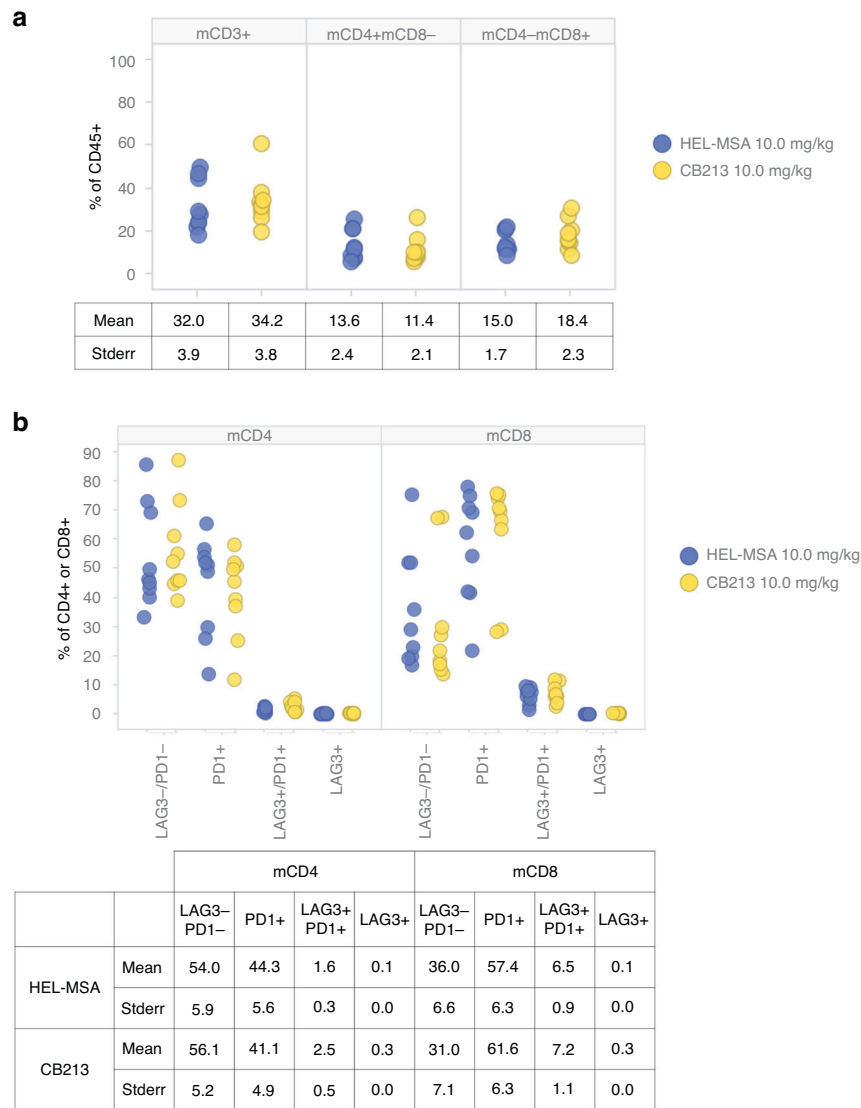 a
mCD3+ mCD4+mCD8– mCD4–mCD8+
100
80
60
40
20
0
% of CD45+
HEL-MSA 10.0 mg/kg
CB213 10.0 mg/kg
Mean 32.0 34.2 13.6 11.4 15.0 18.4
Stderr 3.9 3.8 2.4 2.1 1.7 2.3
b
mCD4 mCD8
90
80
70
60
50
40
30
20
10
0
% of CD4+ or CD8+
HEL-MSA 10.0 mg/kg
CB213 10.0 mg/kg
LAG3–/PD1– PD1+ LAG3+/PD1+ LAG3+ LAG3–/PD1– PD1+ LAG3+/PD1+ LAG3+
mCD4 mCD8
LAG3– PD1– PD1+ LAG3+ PD1+ LAG3+ LAG3– PD1– PD1+ LAG3+ PD1+ LAG3+
HEL-MSA
Mean 54.0 44.3 1.6 0.1 36.0 57.4 6.5 0.1
Stderr 5.9 5.6 0.3 0.0 6.6 6.3 0.9 0.0
CB213
Mean 56.1 41.1 2.5 0.3 31.0 61.6 7.2 0.3
Stderr 5.2 4.9 0.5 0.0 7.1 6.3 1.1 0.0